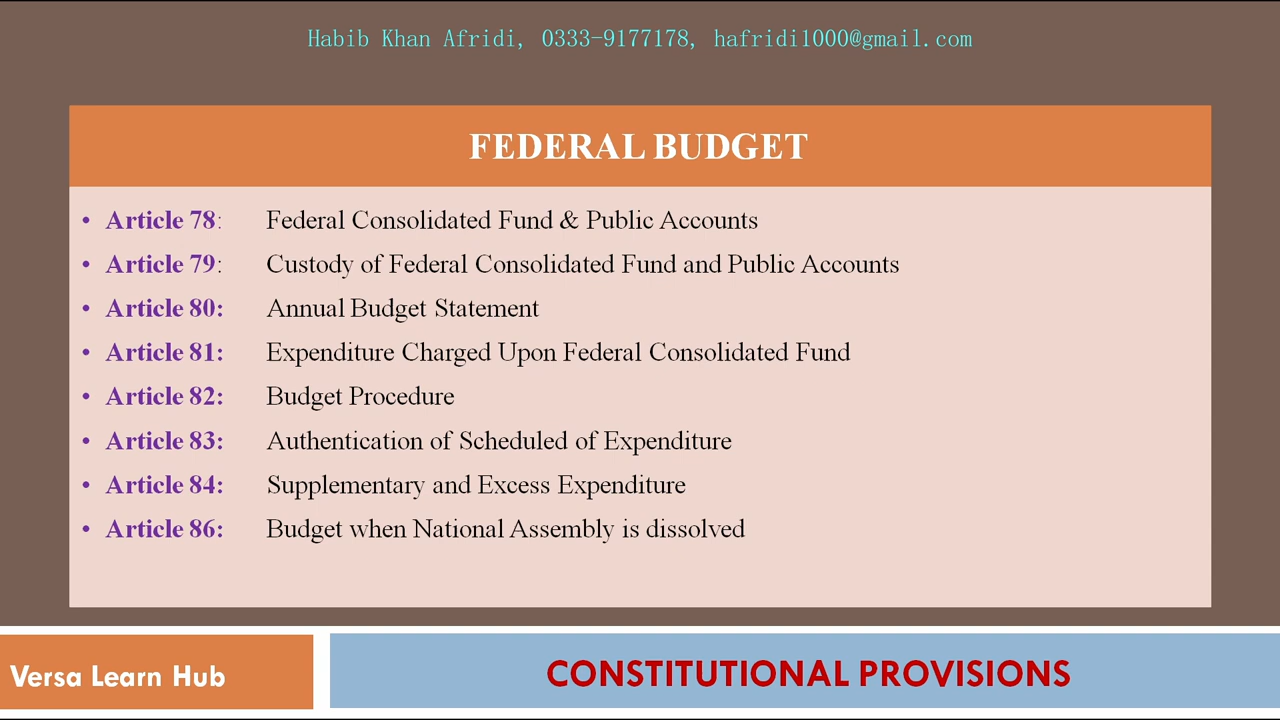 Habib Khan Afridi, 0333-9177178, hafridi1000@gmail.com
FEDERAL BUDGET
• Article 78: Federal Consolidated Fund & Public Accounts
• Article 79: Custody of Federal Consolidated Fund and Public Accounts
• Article 80: Annual Budget Statement
• Article 81: Expenditure Charged Upon Federal Consolidated Fund
• Article 82: Budget Procedure
• Article 83: Authentication of Scheduled of Expenditure
• Article 84: Supplementary and Excess Expenditure
• Article 86: Budget when National Assembly is dissolved
Versa Learn Hub
CONSTITUTIONAL PROVISIONS